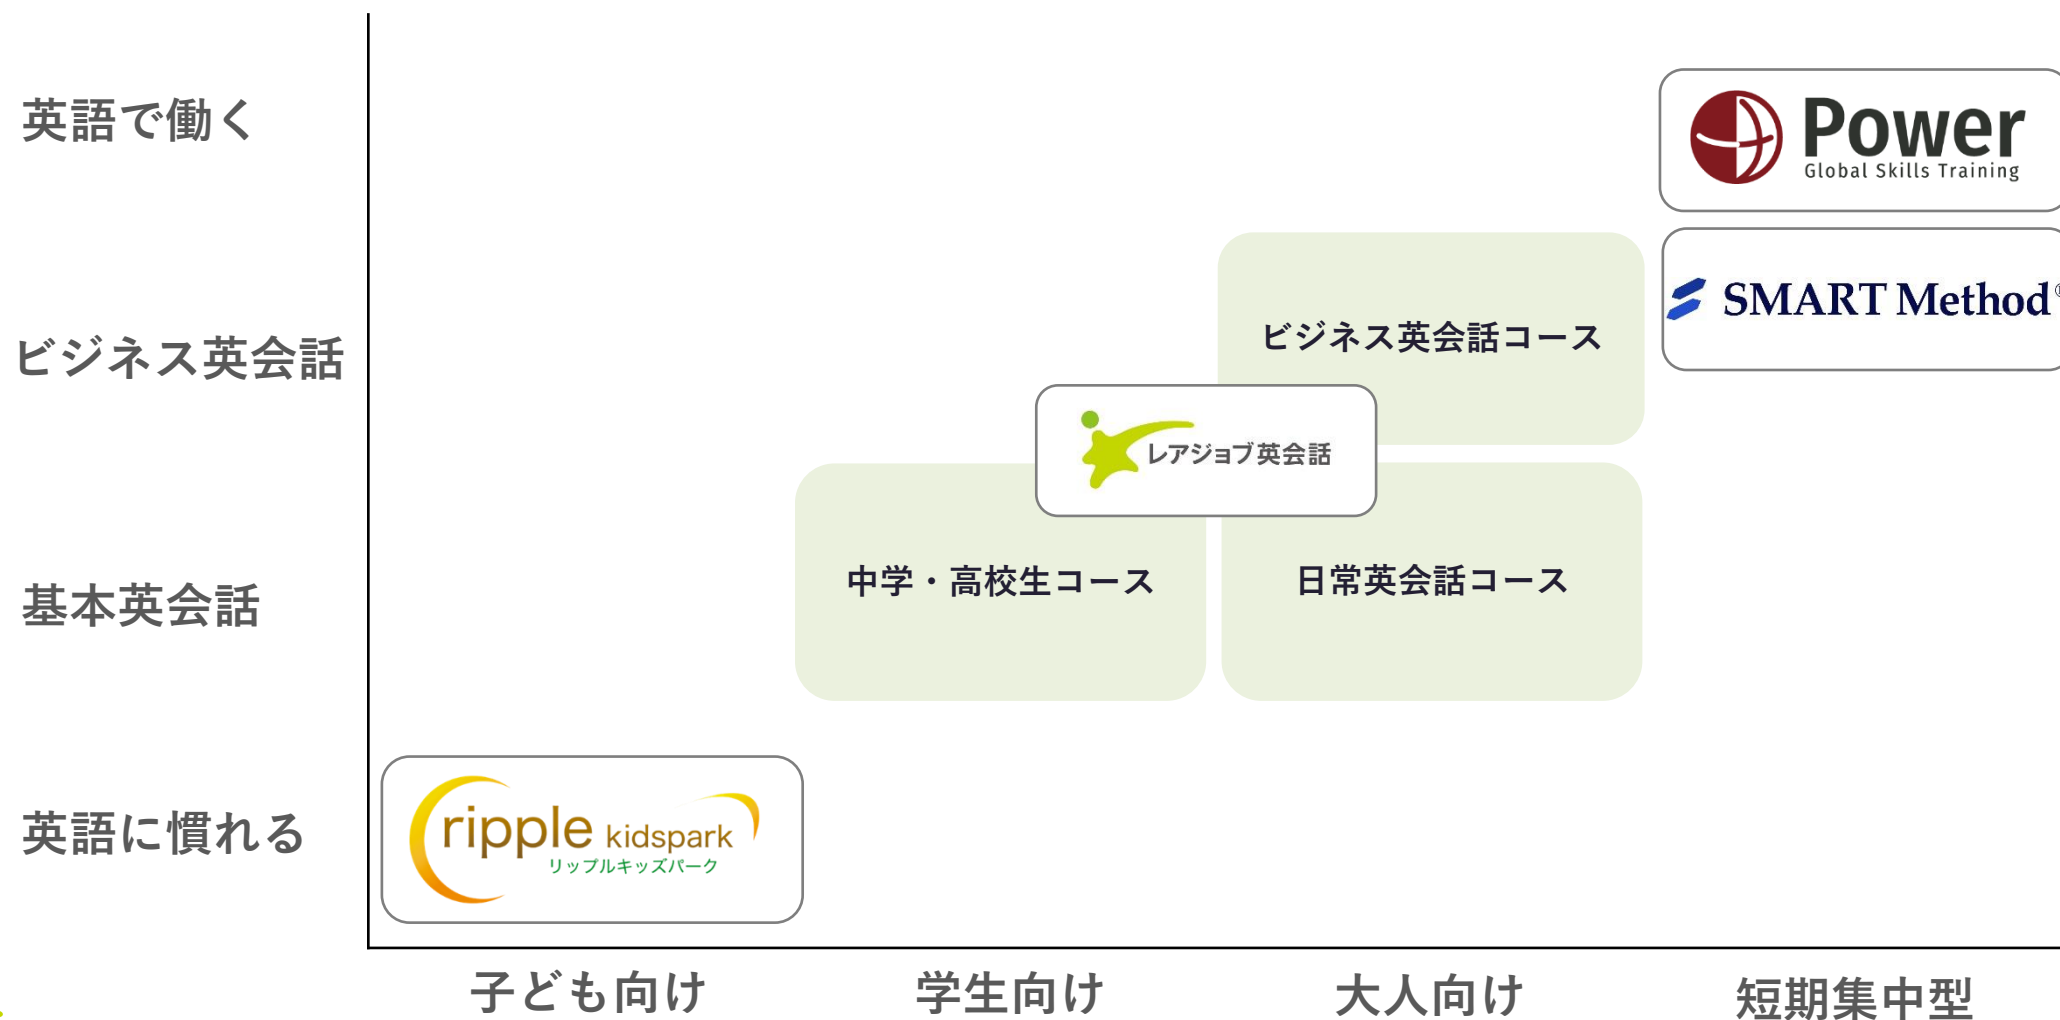 英語で働く
Power
Global Skills Training
SMART Method®
ビジネス英会話コース
ビジネス英会話
レアジョブ英会話
中学・高校生コース
日常英会話コース
基本英会話
英語に慣れる
ripple kidspark
リップルキッズパーク
子ども向け
学生向け
大人向け
短期集中型